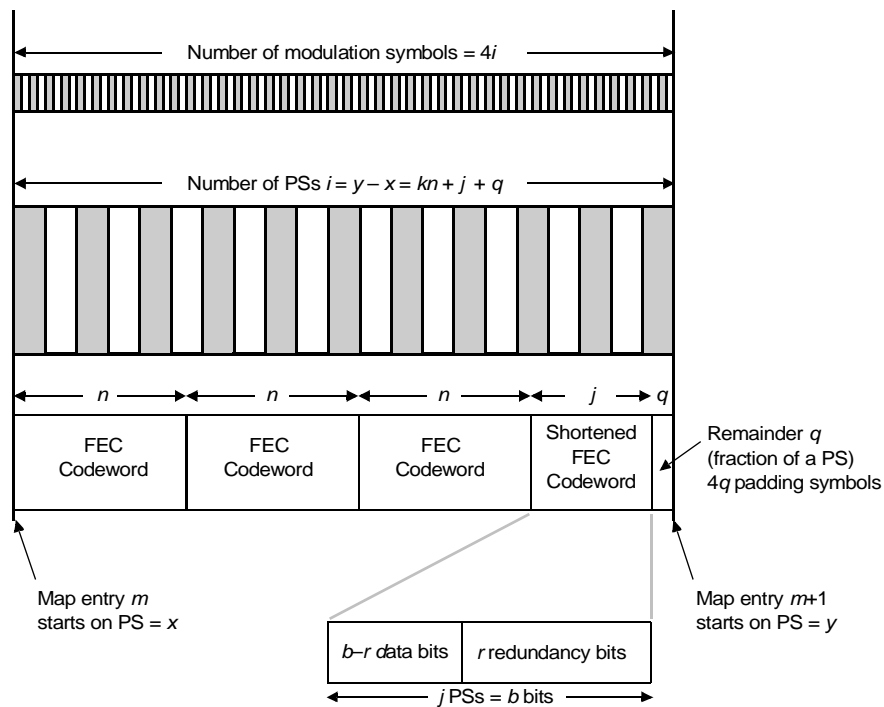 Number of modulation symbols = 4i
Number of PSs i = y – x = kn + j + q
n
n
n
j
q
FEC
Codeword
FEC
Codeword
FEC
Codeword
Shortened
FEC
Codeword
Remainder q
(fraction of a PS)
4q padding symbols
Map entry m
starts on PS = x
Map entry m+1
starts on PS = y
b–r data bits
r redundancy bits
j PSs = b bits